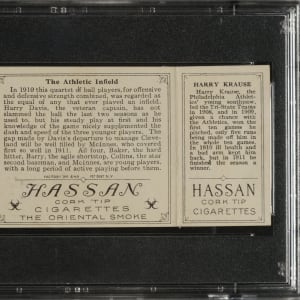 The Athletic Infield
In 1910 this quartet of ball players, for offensive
and defensive strength combined, was regarded as
the equal of any that ever played an infield.
Harry Davis, the veteran captain, has not
slammed the ball the last two seasons as he
used to, but his steady play at first and his
knowledge of the game nicely supplemented the
dash and speed of the three younger players. The
gap made by Davis's departure to manage Cleve-
land will be well filled by McInnes, who covered
first so well in 1911. All four, Baker, the hard
hitter, Barry, the agile shortstop, Collins, the star
second baseman, and McInnes, are young players,
with a long period of active playing before them.
HASSAN
CORK TIP
CIGARETTES
THE ORIENTAL SMOKE
HARRY KRAUSE
Harry Krause, the
Philadelphia Athlet-
ics' young southpaw,
led the Tri-State Teams
in 1908, and in 1909,
given a chance with
the Athletics, won the
first ten games he
pitched, only five runs
being made off him in
the whole ten games.
In 1910 ill health and
a bad arm kept him
back, but in 1911 he
finished the season a
winner.
HASSAN
CORK TIP
CIGARETTES